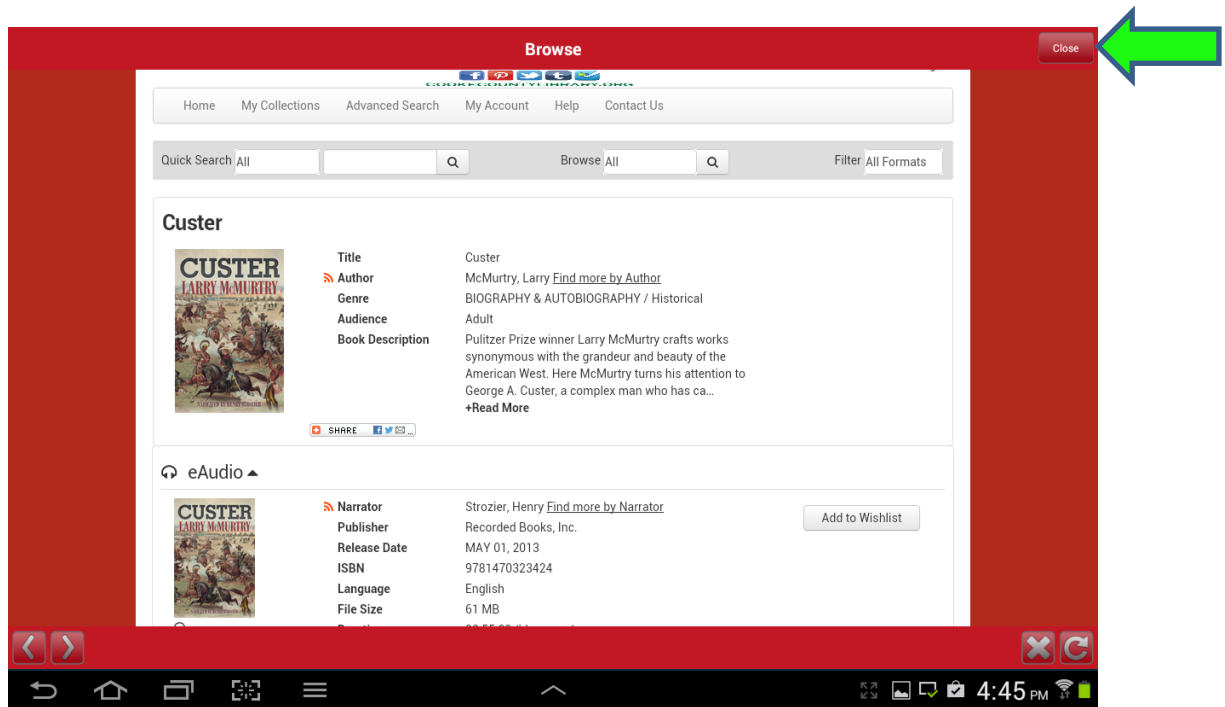 Browse
Close
COOKECOUNTYLIBRARY.ORG
Home My Collections Advanced Search My Account Help Contact Us
Quick Search All Browse All Filter All Formats
Custer
CUSTER
LARRY McMURTRY
Title Custer
Author McMurtry, Larry Find more by Author
Genre BIOGRAPHY & AUTOBIOGRAPHY / Historical
Audience Adult
Book Description Pulitzer Prize winner Larry McMurtry crafts works
synonymous with the grandeur and beauty of the
American West. Here McMurtry turns his attention to
George A. Custer, a complex man who has ca...
+Read More
SHARE ...
eAudio
CUSTER
LARRY McMURTRY
Narrator Strozier, Henry Find more by Narrator
Add to Wishlist
Publisher Recorded Books, Inc.
Release Date MAY 01, 2013
ISBN 9781470323424
Language English
File Size 61 MB
4:45 PM